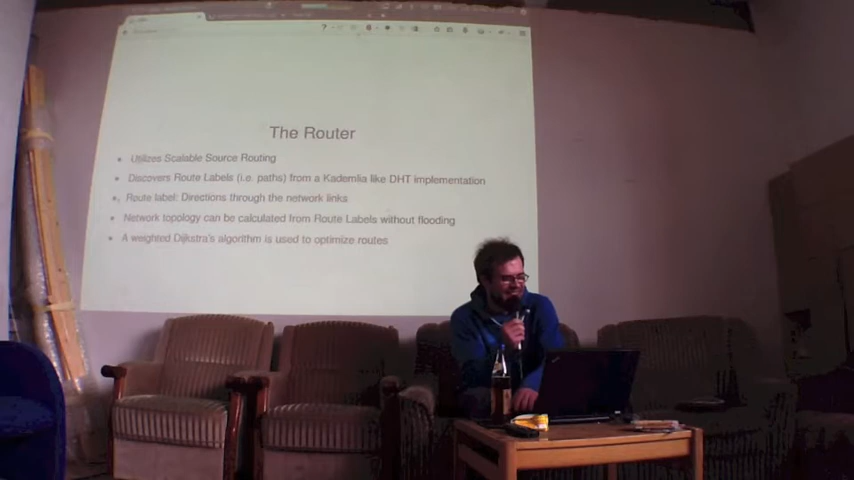 The Router
Utilizes Scalable Source Routing
Discovers Route Labels (i.e. paths) from a Kademlia like DHT implementation
Route label: Directions through the network links
Network topology can be calculated from Route Labels without flooding
A weighted Dijkstra's algorithm is used to optimize routes